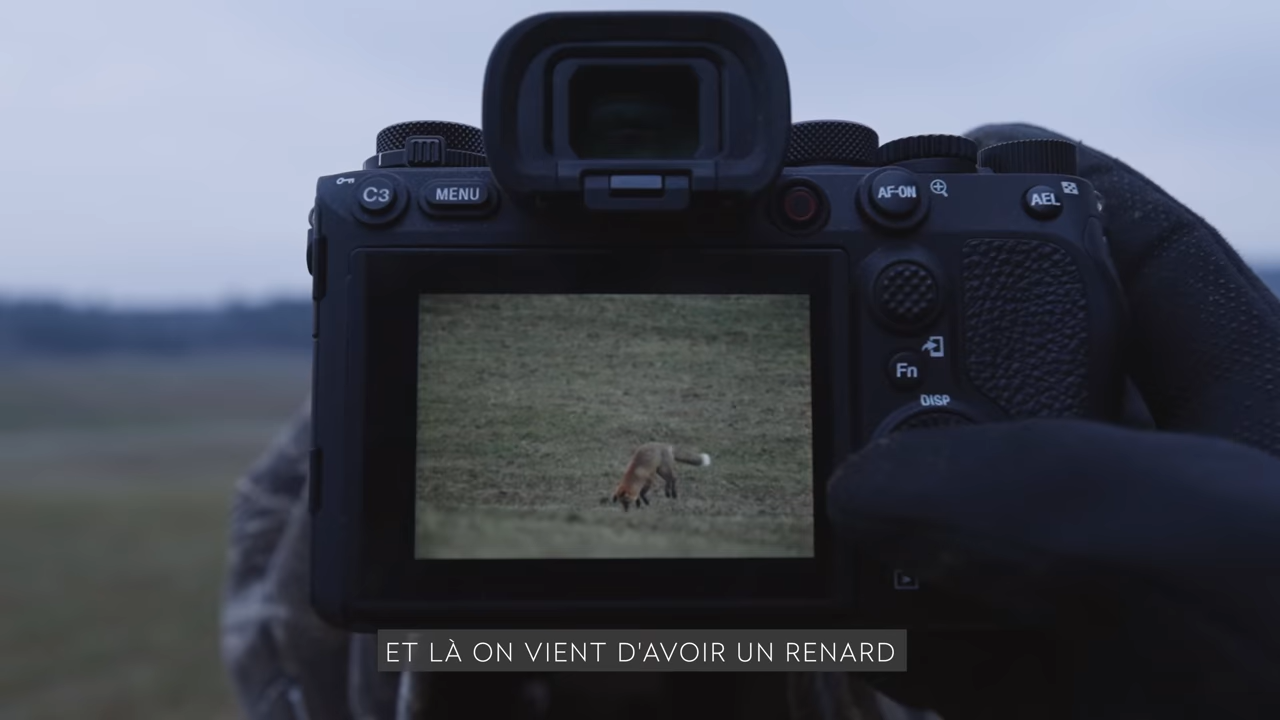 C3
MENU
AF-ON
AEL
Fn
DISP
ET LÀ ON VIENT D'AVOIR UN RENARD